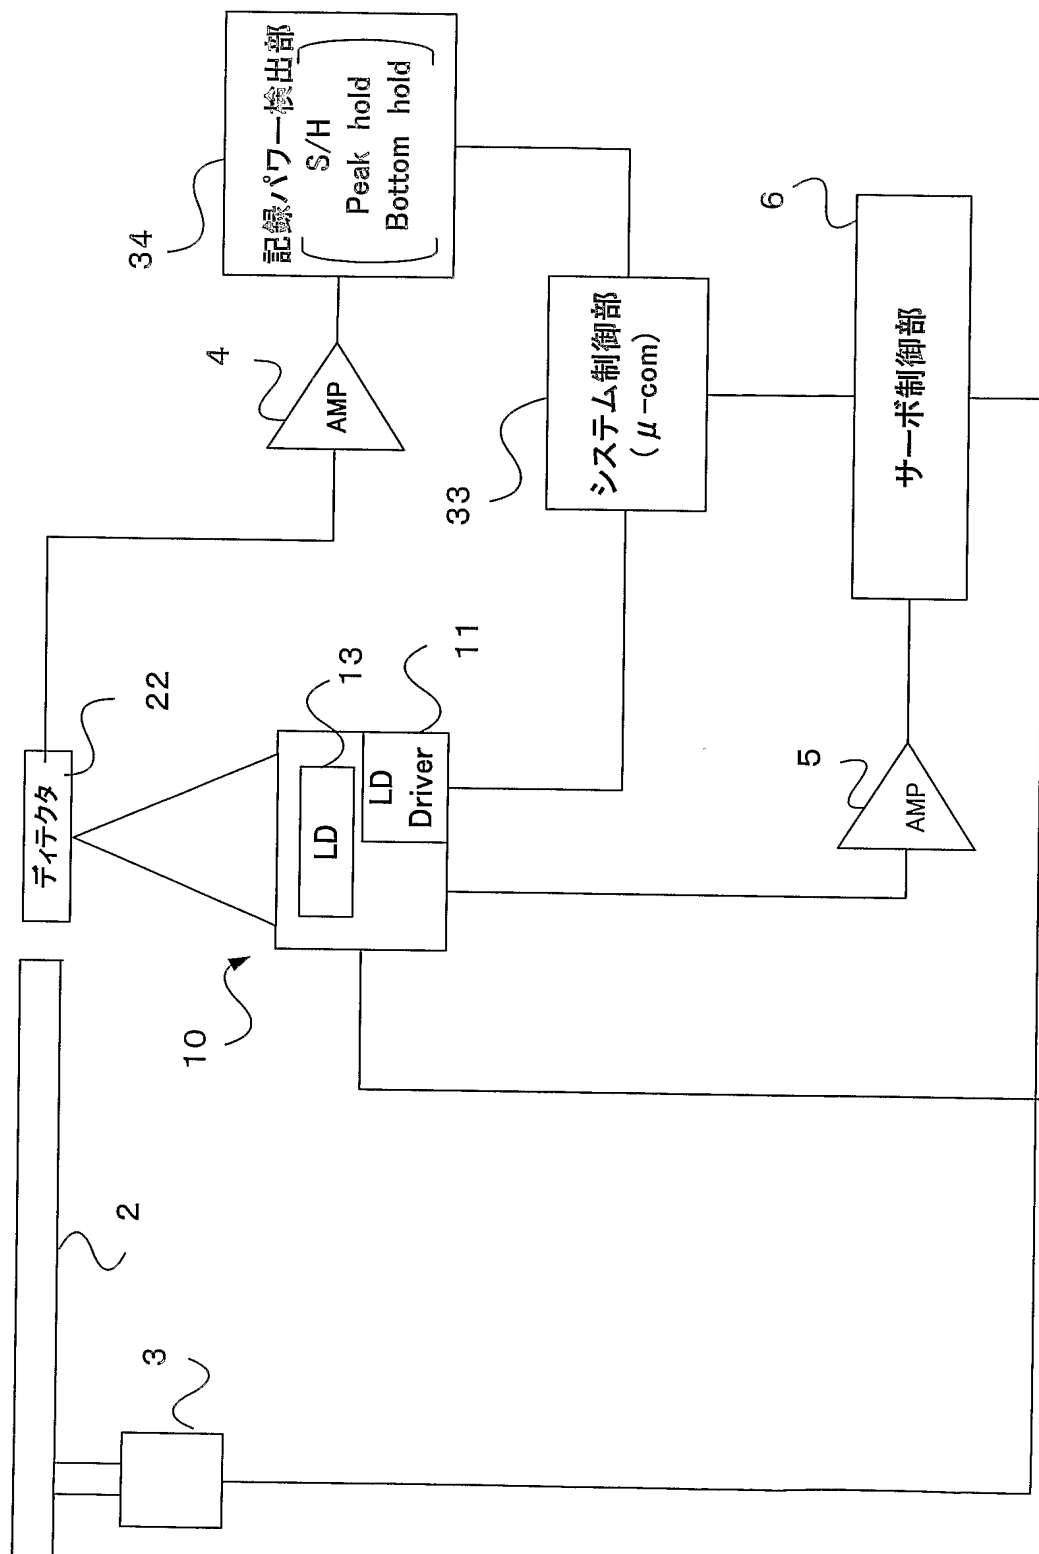 ディテクタ
22
4
AMP
34
記録パワー検出部
S/H
Peak hold
Bottom hold
2
3
10
LD
13
LD
Driver
11
33
システム制御部
(μ-com)
5
AMP
6
サーボ制御部